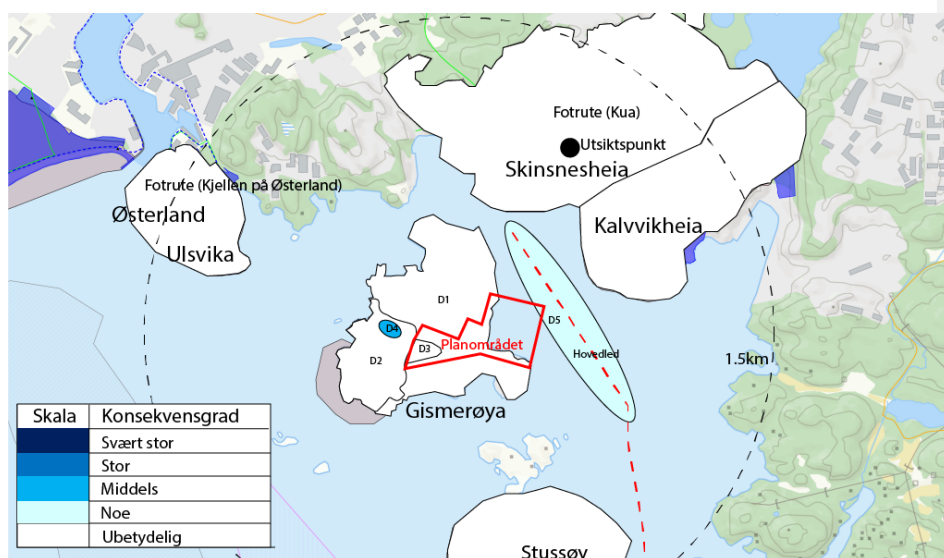 Fotrute (Kua)
Utsiktspunkt
Skinsnesheia
Fotrute (Kjellen på Østerland)
Østerland
Kalvvikheia
Ulsvika
D1
D5
D4
Planområdet
D3
Hovedled
D2
1.5km
Gismerøya
Skala Konsekvensgrad
Svært stor
Stor
Middels
Noe
Ubetydelig
Stussøy